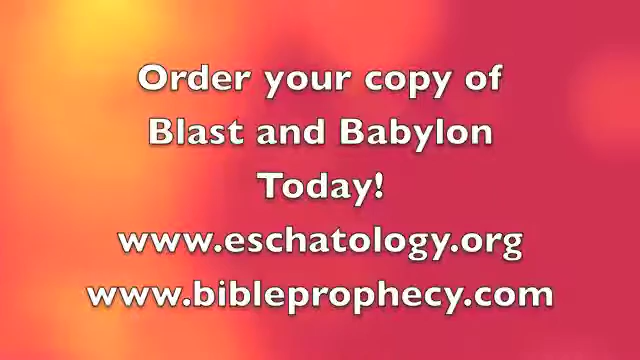 Order your copy of
Blast and Babylon
Today!
www.eschatology.org
www.bibleprophecy.com